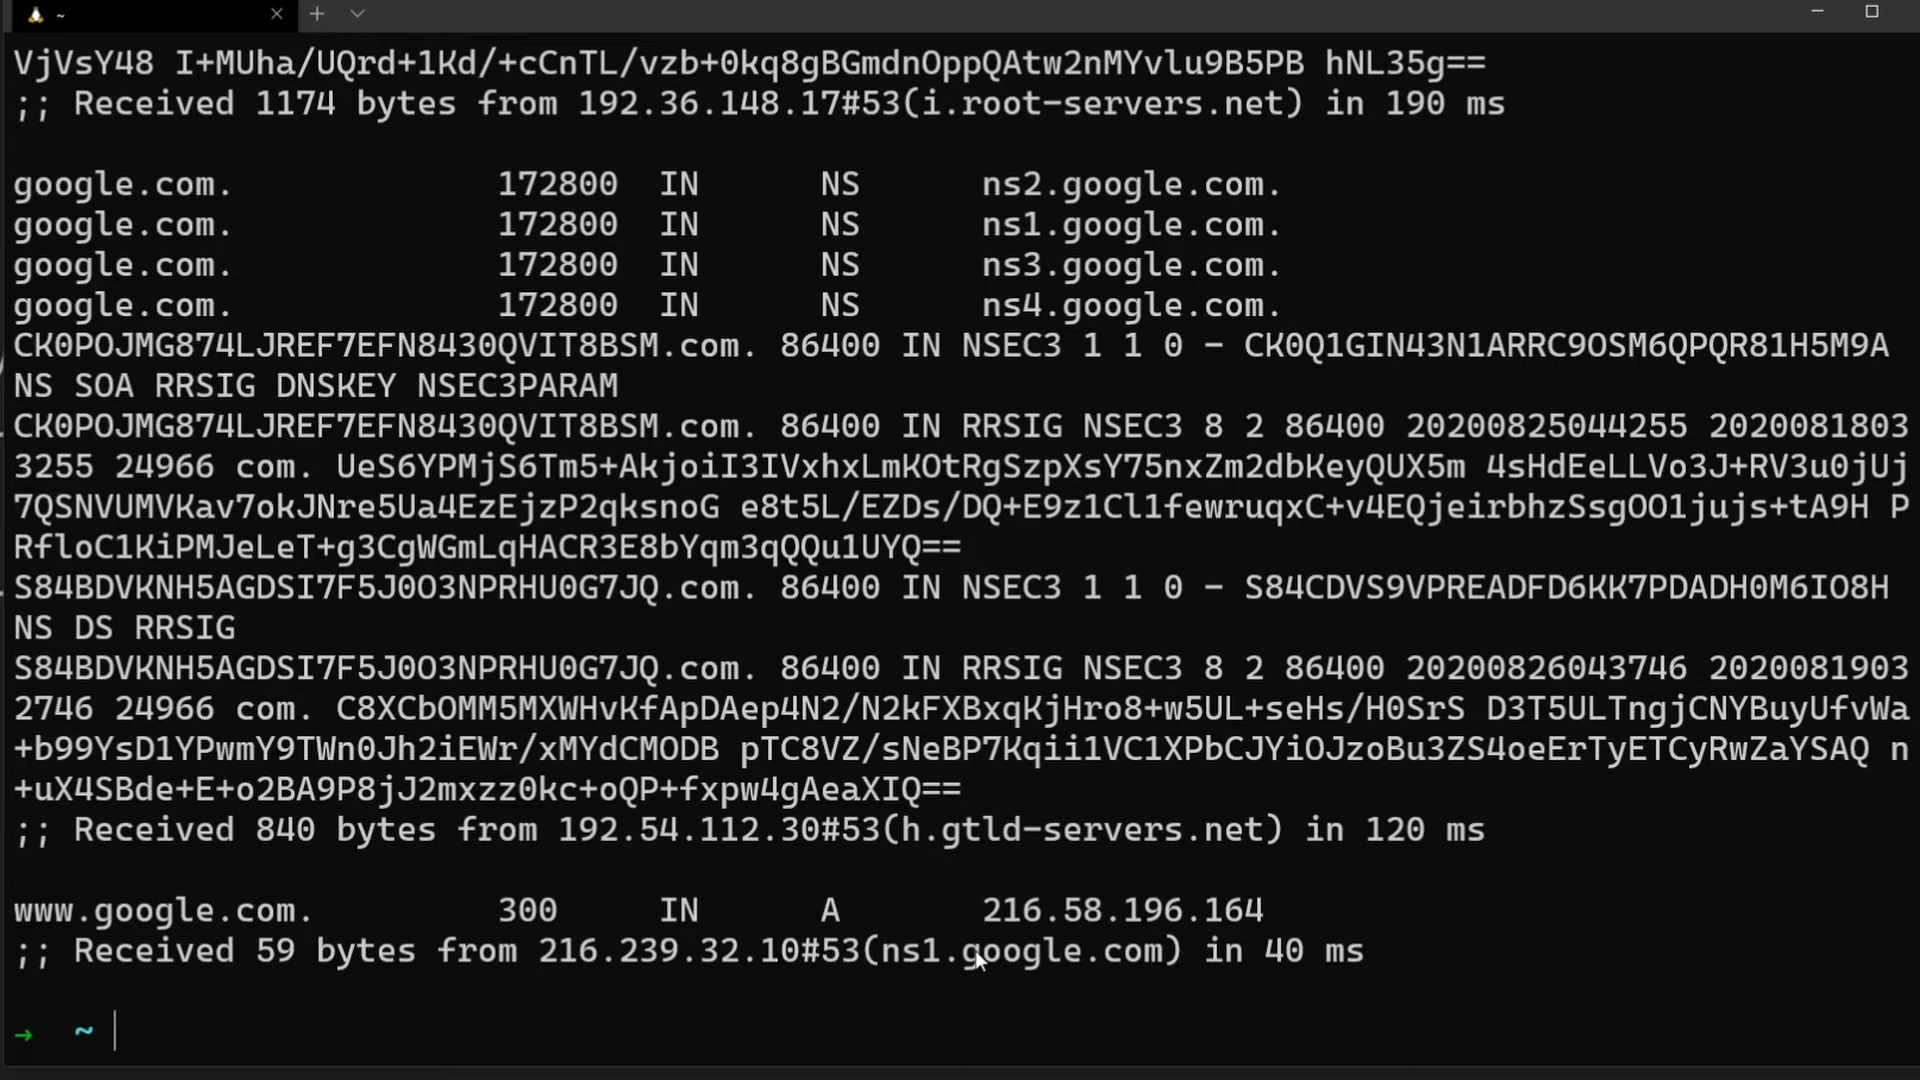 ~
VjVsY48 I+MUha/UQrd+1Kd/+cCnTL/vzb+0kq8gBGmdnOppQAtw2nMYvlu9B5PB hNL35g==
;; Received 1174 bytes from 192.36.148.17#53(i.root-servers.net) in 190 ms
google.com. 172800 IN NS ns2.google.com.
google.com. 172800 IN NS ns1.google.com.
google.com. 172800 IN NS ns3.google.com.
google.com. 172800 IN NS ns4.google.com.
CK0POJMG874LJREF7EFN8430QVIT8BSM.com. 86400 IN NSEC3 1 1 0 - CK0Q1GIN43N1ARRC9OSM6QPQR81H5M9A
NS SOA RRSIG DNSKEY NSEC3PARAM
CK0POJMG874LJREF7EFN8430QVIT8BSM.com. 86400 IN RRSIG NSEC3 8 2 86400 20200825044255 2020081803
3255 24966 com. UeS6YPMjS6Tm5+AkjoiI3IVxhxLmKOtRgSzpXsY75nxZm2dbKeyQUX5m 4sHdEeLLVo3J+RV3u0jUj
7QSNVUMVKav7okJNre5Ua4EzEjzP2qksnoG e8t5L/EZDs/DQ+E9z1Cl1fewruqxC+v4EQjeirbhzSsgOO1jujs+tA9H P
RfloC1KiPMJeLeT+g3CgWGmLqHACR3E8bYqm3qQQu1UYQ==
S84BDVKNH5AGDSI7F5J0O3NPRHU0G7JQ.com. 86400 IN NSEC3 1 1 0 - S84CDVS9VPREADFD6KK7PDADH0M6IO8H
NS DS RRSIG
S84BDVKNH5AGDSI7F5J0O3NPRHU0G7JQ.com. 86400 IN RRSIG NSEC3 8 2 86400 20200826043746 2020081903
2746 24966 com. C8XCbOMM5MXWHvKfApDAep4N2/N2kFXBxqKjHro8+w5UL+seHs/H0SrS D3T5ULTngjCNYBuyUfvWa
+b99YsD1YPwmY9TWn0Jh2iEWr/xMYdCMODB pTC8VZ/sNeBP7Kqii1VC1XPbCJYiOJzoBu3ZS4oeErTyETCyRwZaYSAQ n
+uX4SBde+E+o2BA9P8jJ2mxzz0kc+oQP+fxpw4gAeaXIQ==
;; Received 840 bytes from 192.54.112.30#53(h.gtld-servers.net) in 120 ms
www.google.com. 300 IN A 216.58.196.164
;; Received 59 bytes from 216.239.32.10#53(ns1.google.com) in 40 ms
→ ~